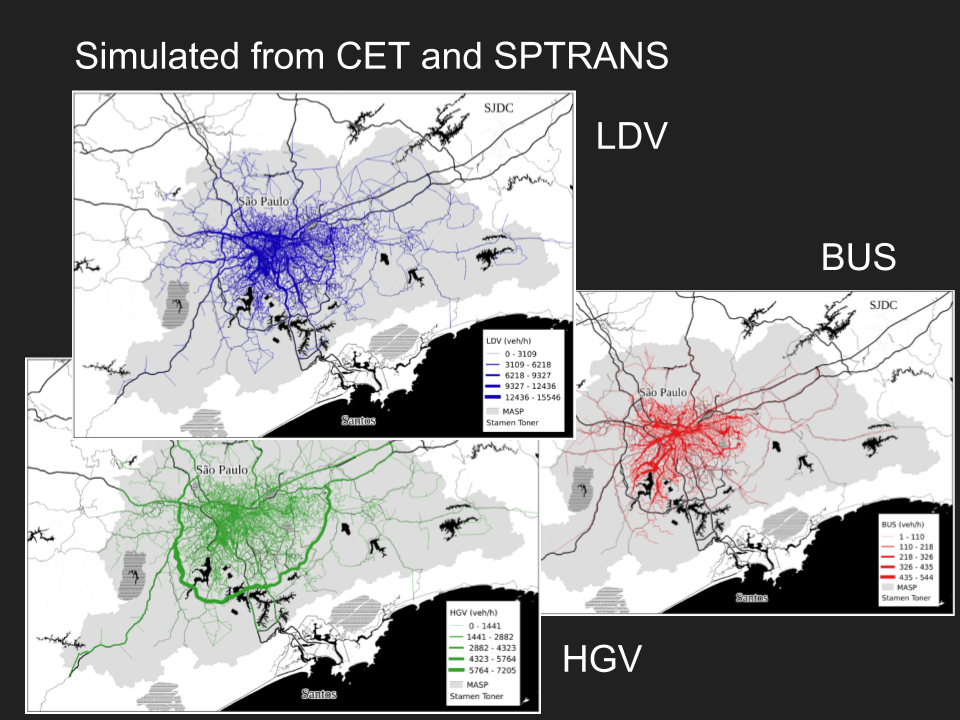 Simulated from CET and SPTRANS
SJDC
São Paulo
Santos
LDV (veh/h)
0 - 3109
3109 - 6218
6218 - 9327
9327 - 12436
12436 - 15546
MASP
Stamen Toner
LDV
BUS
SJDC
São Paulo
Santos
BUS (veh/h)
1 - 110
110 - 218
218 - 326
326 - 435
435 - 544
MASP
Stamen Toner
São Paulo
Santos
HGV (veh/h)
0 - 1441
1441 - 2882
2882 - 4323
4323 - 5764
5764 - 7205
MASP
Stamen Toner
HGV